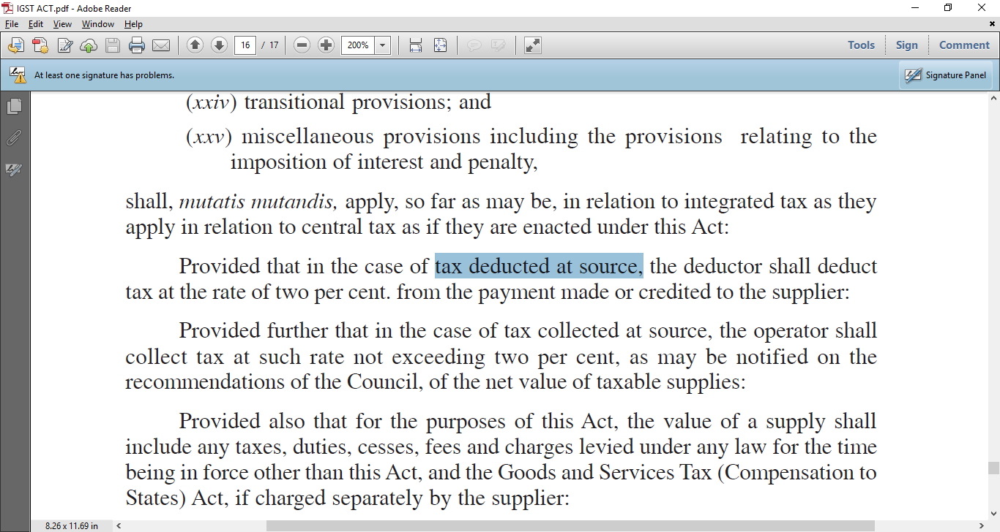 IGST ACT.pdf - Adobe Reader
File Edit View Window Help
16 / 17 200% Tools Sign Comment
At least one signature has problems. Signature Panel
(xxiv) transitional provisions; and
(xxv) miscellaneous provisions including the provisions relating to the
imposition of interest and penalty,
shall, mutatis mutandis, apply, so far as may be, in relation to integrated tax as they
apply in relation to central tax as if they are enacted under this Act:
Provided that in the case of tax deducted at source, the deductor shall deduct
tax at the rate of two per cent. from the payment made or credited to the supplier:
Provided further that in the case of tax collected at source, the operator shall
collect tax at such rate not exceeding two per cent, as may be notified on the
recommendations of the Council, of the net value of taxable supplies:
Provided also that for the purposes of this Act, the value of a supply shall
include any taxes, duties, cesses, fees and charges levied under any law for the time
being in force other than this Act, and the Goods and Services Tax (Compensation to
States) Act, if charged separately by the supplier:
8.26 x 11.69 in